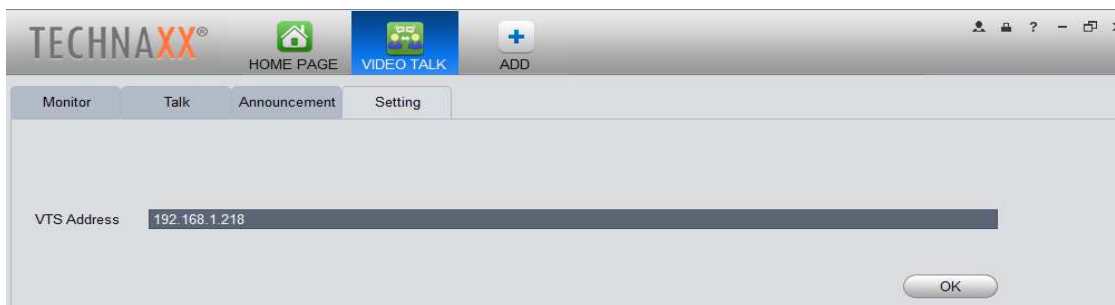 TECHNAXX®
HOME PAGE
VIDEO TALK
ADD
?
Monitor
Talk
Announcement
Setting
VTS Address
192.168.1.218
OK